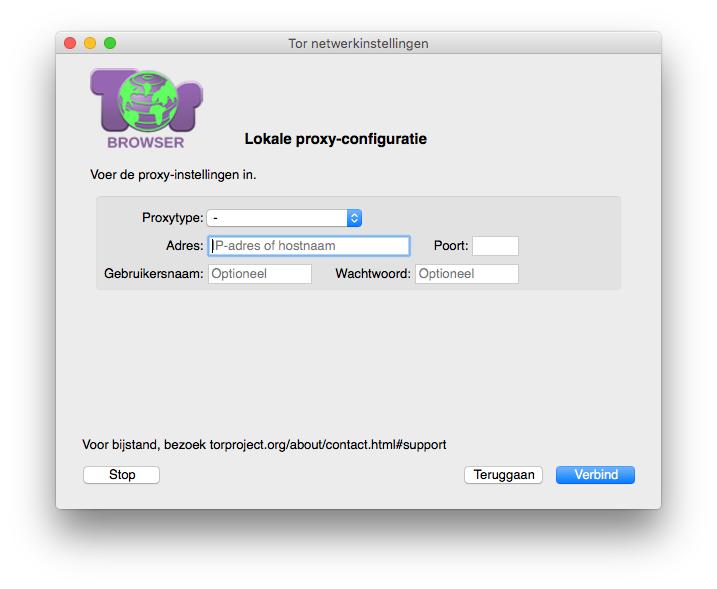 Tor netwerkinstellingen
Tor
BROWSER
Lokale proxy-configuratie
Voer de proxy-instellingen in.
Proxytype: -
Adres: IP-adres of hostnaam Poort:
Gebruikersnaam: Optioneel Wachtwoord: Optioneel
Voor bijstand, bezoek torproject.org/about/contact.html#support
Stop Teruggaan Verbind